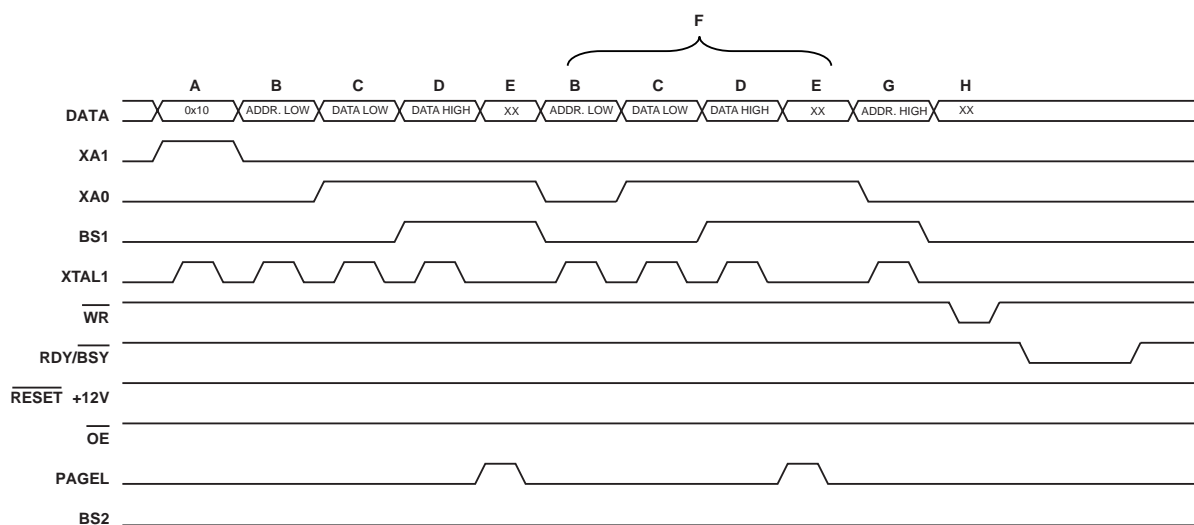 F
A B C D E B C D E G H
DATA 0x10 ADDR. LOW DATA LOW DATA HIGH XX ADDR. LOW DATA LOW DATA HIGH XX ADDR. HIGH XX
XA1
XA0
BS1
XTAL1
WR
RDY/BSY
RESET +12V
OE
PAGEL
BS2